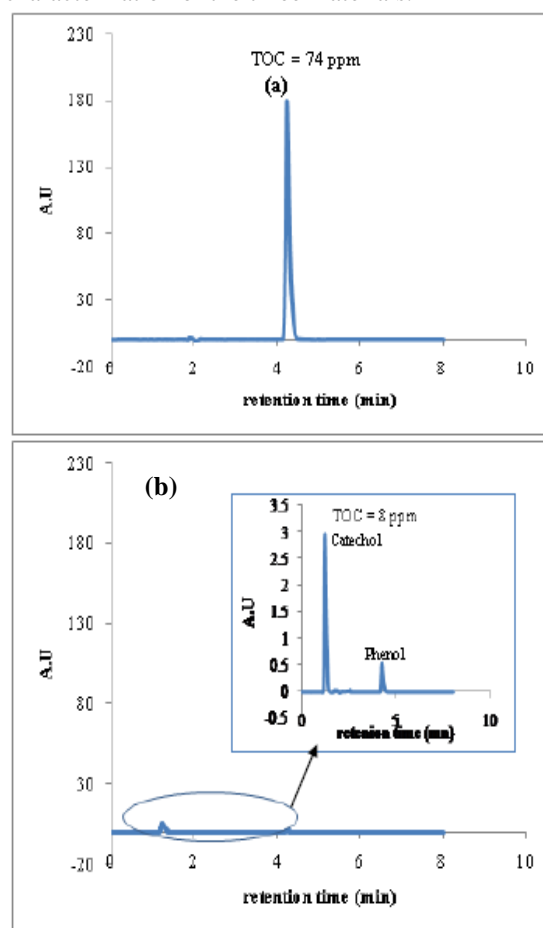 230
TOC = 74 ppm
(a)
180
130
A.U
80
30
-20
0 2 4 6 8 10
retention time (min)
230
(b)
180
130
A.U
80
30
-20
0 2 4 6 8 10
retention time (min)
3.5
TOC = 8 ppm
3
Catechol
2.5
2
1.5
A.U
1
Phenol
0.5
0
-0.5
0 5 10
retenion time (mn)